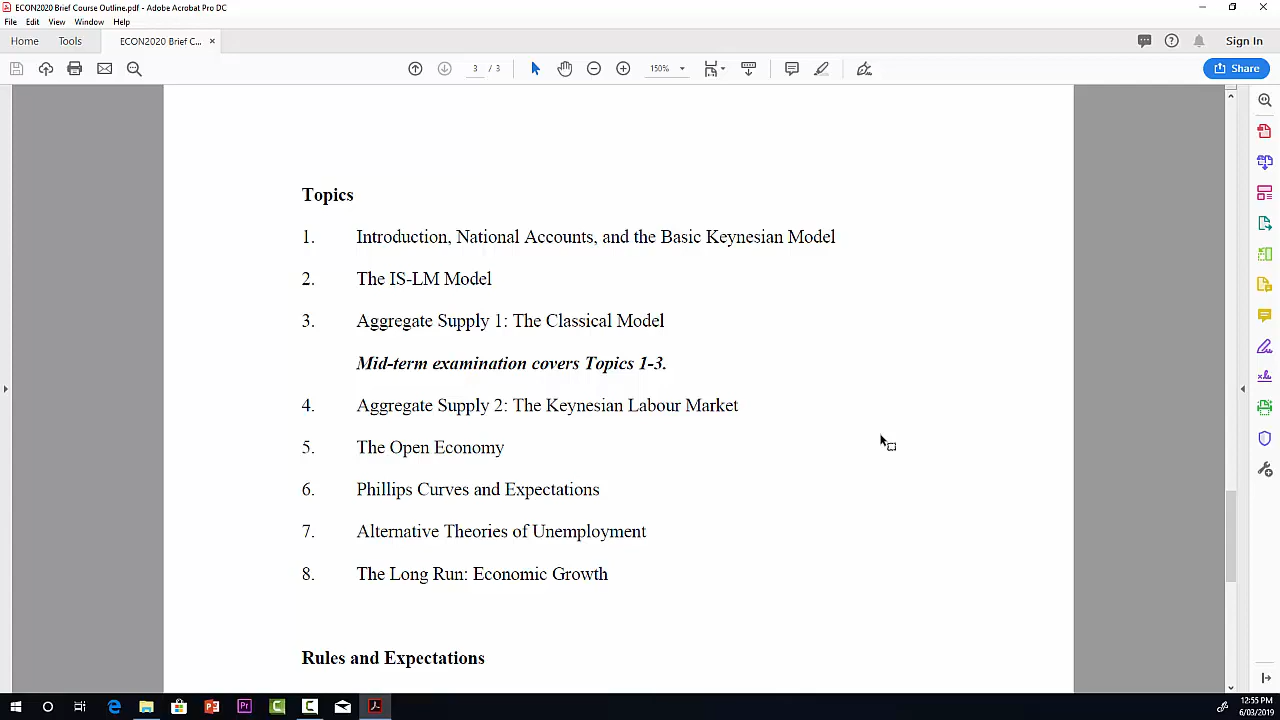 ECON2020 Brief Course Outline.pdf - Adobe Acrobat Pro DC
File Edit View Window Help
Home Tools ECON2020 Brief C... × Sign In
3 / 3 150% Share
Topics
1. Introduction, National Accounts, and the Basic Keynesian Model
2. The IS-LM Model
3. Aggregate Supply 1: The Classical Model
Mid-term examination covers Topics 1-3.
4. Aggregate Supply 2: The Keynesian Labour Market
5. The Open Economy
6. Phillips Curves and Expectations
7. Alternative Theories of Unemployment
8. The Long Run: Economic Growth
Rules and Expectations
12:55 PM
6/03/2019